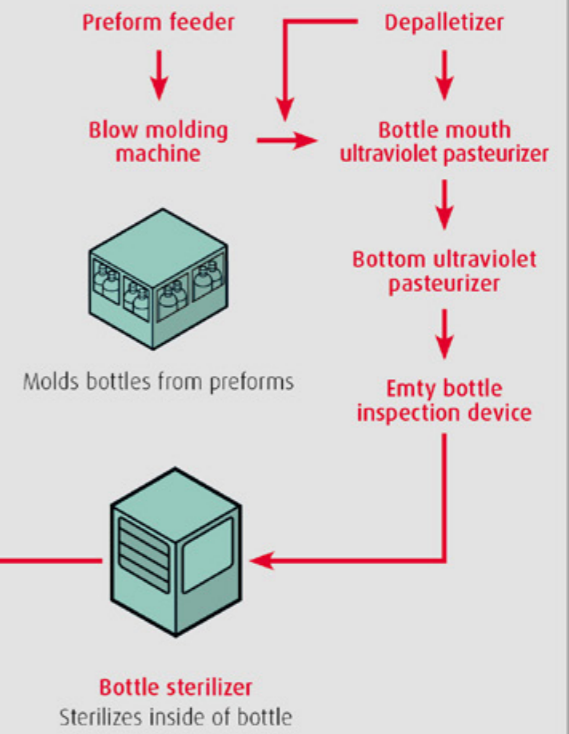 Preform feeder
Depalletizer
Blow molding
machine
Bottle mouth
ultraviolet pasteurizer
Bottom ultraviolet
pasteurizer
Molds bottles from preforms
Emty bottle
inspection device
Bottle sterilizer
Sterilizes inside of bottle